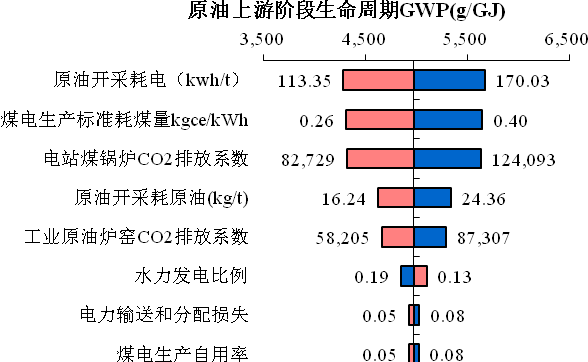 原油上游阶段生命周期GWP(g/GJ)
3,500 4,500 5,500 6,500
原油开采耗电（kwh/t） 113.35 170.03
煤电生产标准耗煤量kgce/kWh 0.26 0.40
电站煤锅炉CO2排放系数 82,729 124,093
原油开采耗原油(kg/t) 16.24 24.36
工业原油炉窑CO2排放系数 58,205 87,307
水力发电比例 0.19 0.13
电力输送和分配损失 0.05 0.08
煤电生产自用率 0.05 0.08